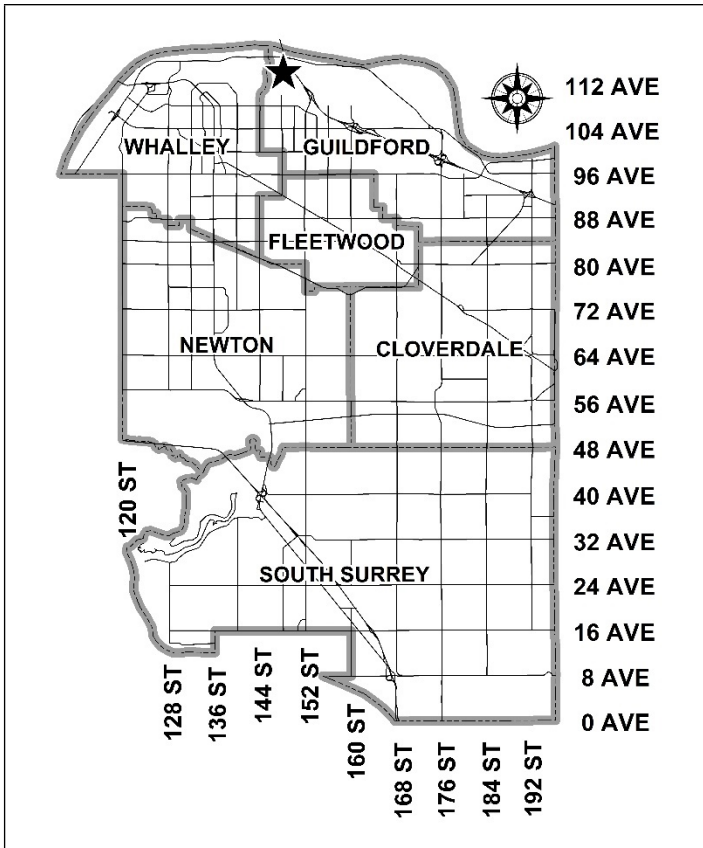 112 AVE
104 AVE
WHALLEY
GUILDFORD
96 AVE
88 AVE
FLEETWOOD
80 AVE
72 AVE
NEWTON
CLOVERDALE
64 AVE
56 AVE
48 AVE
120 ST
40 AVE
32 AVE
SOUTH SURREY
24 AVE
16 AVE
8 AVE
0 AVE
128 ST
136 ST
144 ST
152 ST
160 ST
168 ST
176 ST
184 ST
192 ST